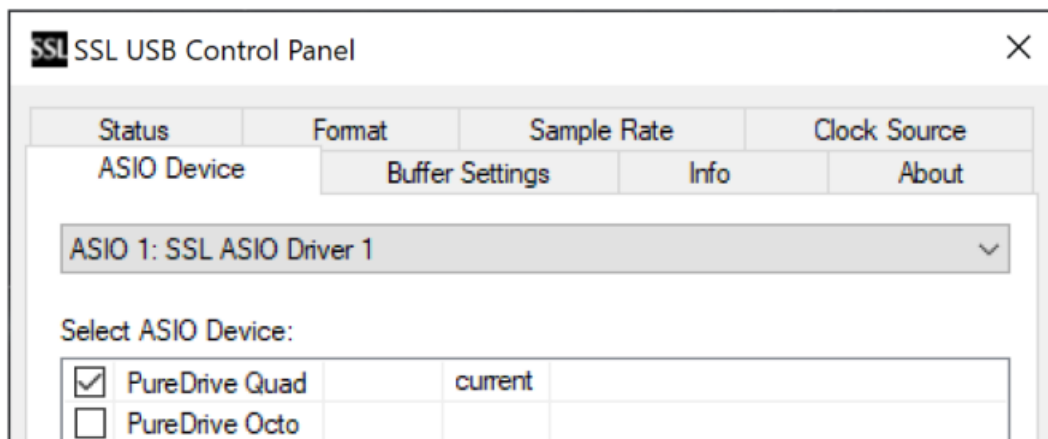 SSL SSL USB Control Panel
Status Format Sample Rate Clock Source
ASIO Device Buffer Settings Info About
ASIO 1: SSL ASIO Driver 1
Select ASIO Device:
PureDrive Quad current
PureDrive Octo